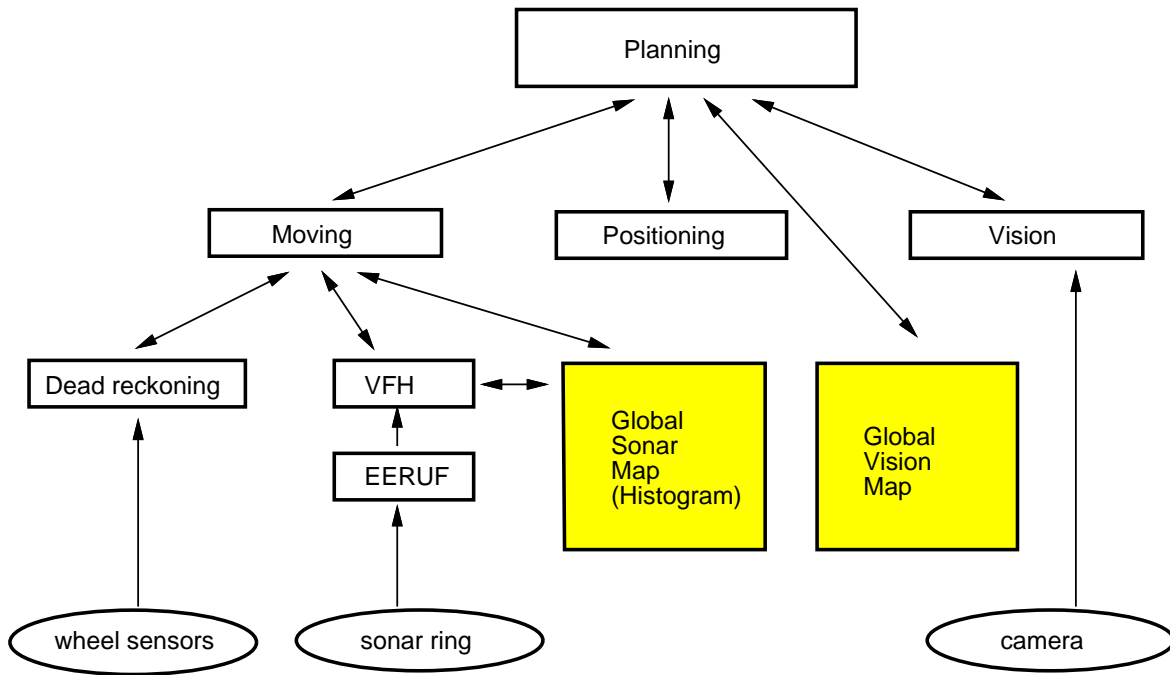 Planning
Moving
Positioning
Vision
Dead reckoning
VFH
EERUF
Global
Sonar
Map
(Histogram)
Global
Vision
Map
wheel sensors
sonar ring
camera